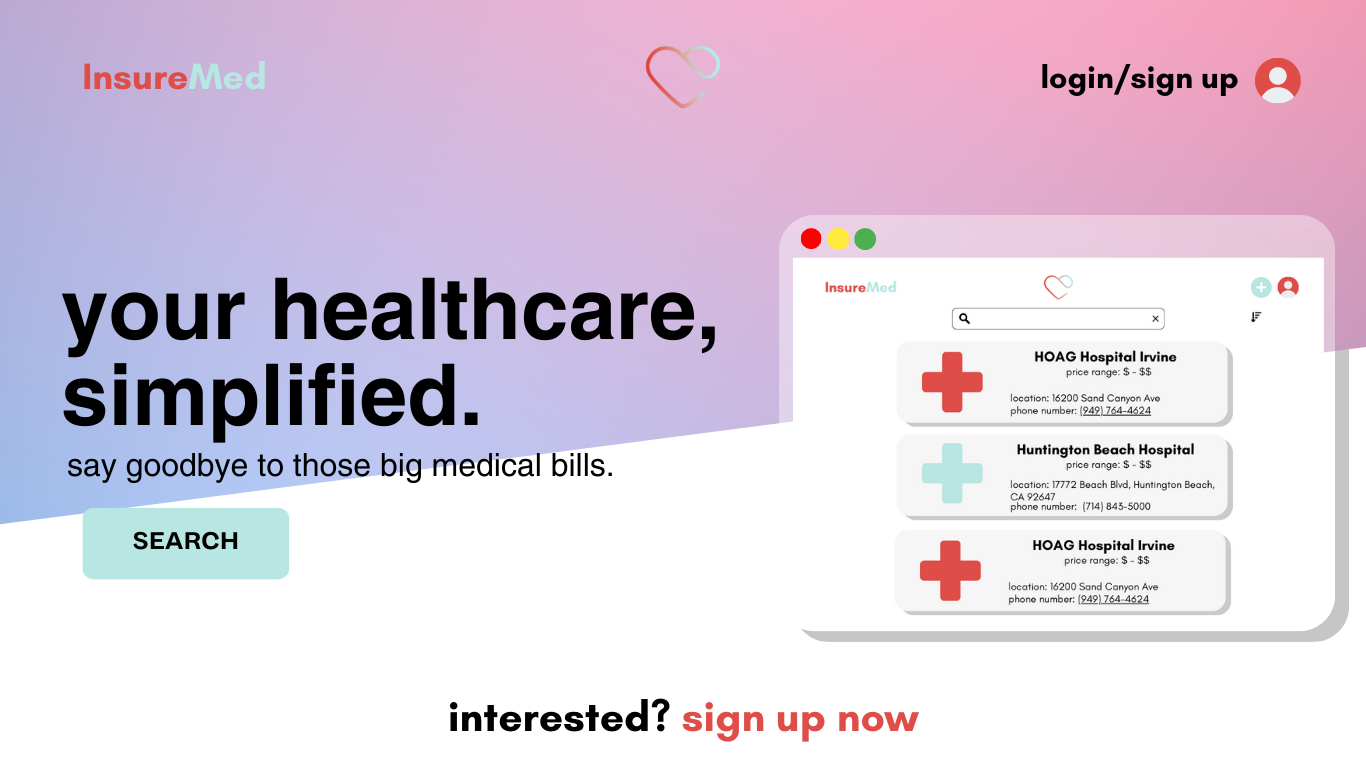 InsureMed
login/sign up
your healthcare,
simplified.
say goodbye to those big medical bills.
SEARCH
InsureMed
HOAG Hospital Irvine
price range: $ - $$
location: 16200 Sand Canyon Ave
phone number: (949) 764-4624
Huntington Beach Hospital
price range: $ - $$
location: 17772 Beach Blvd, Huntington Beach,
CA 92647
phone number: (714) 843-5000
HOAG Hospital Irvine
price range: $ - $$
location: 16200 Sand Canyon Ave
phone number: (949) 764-4624
interested? sign up now